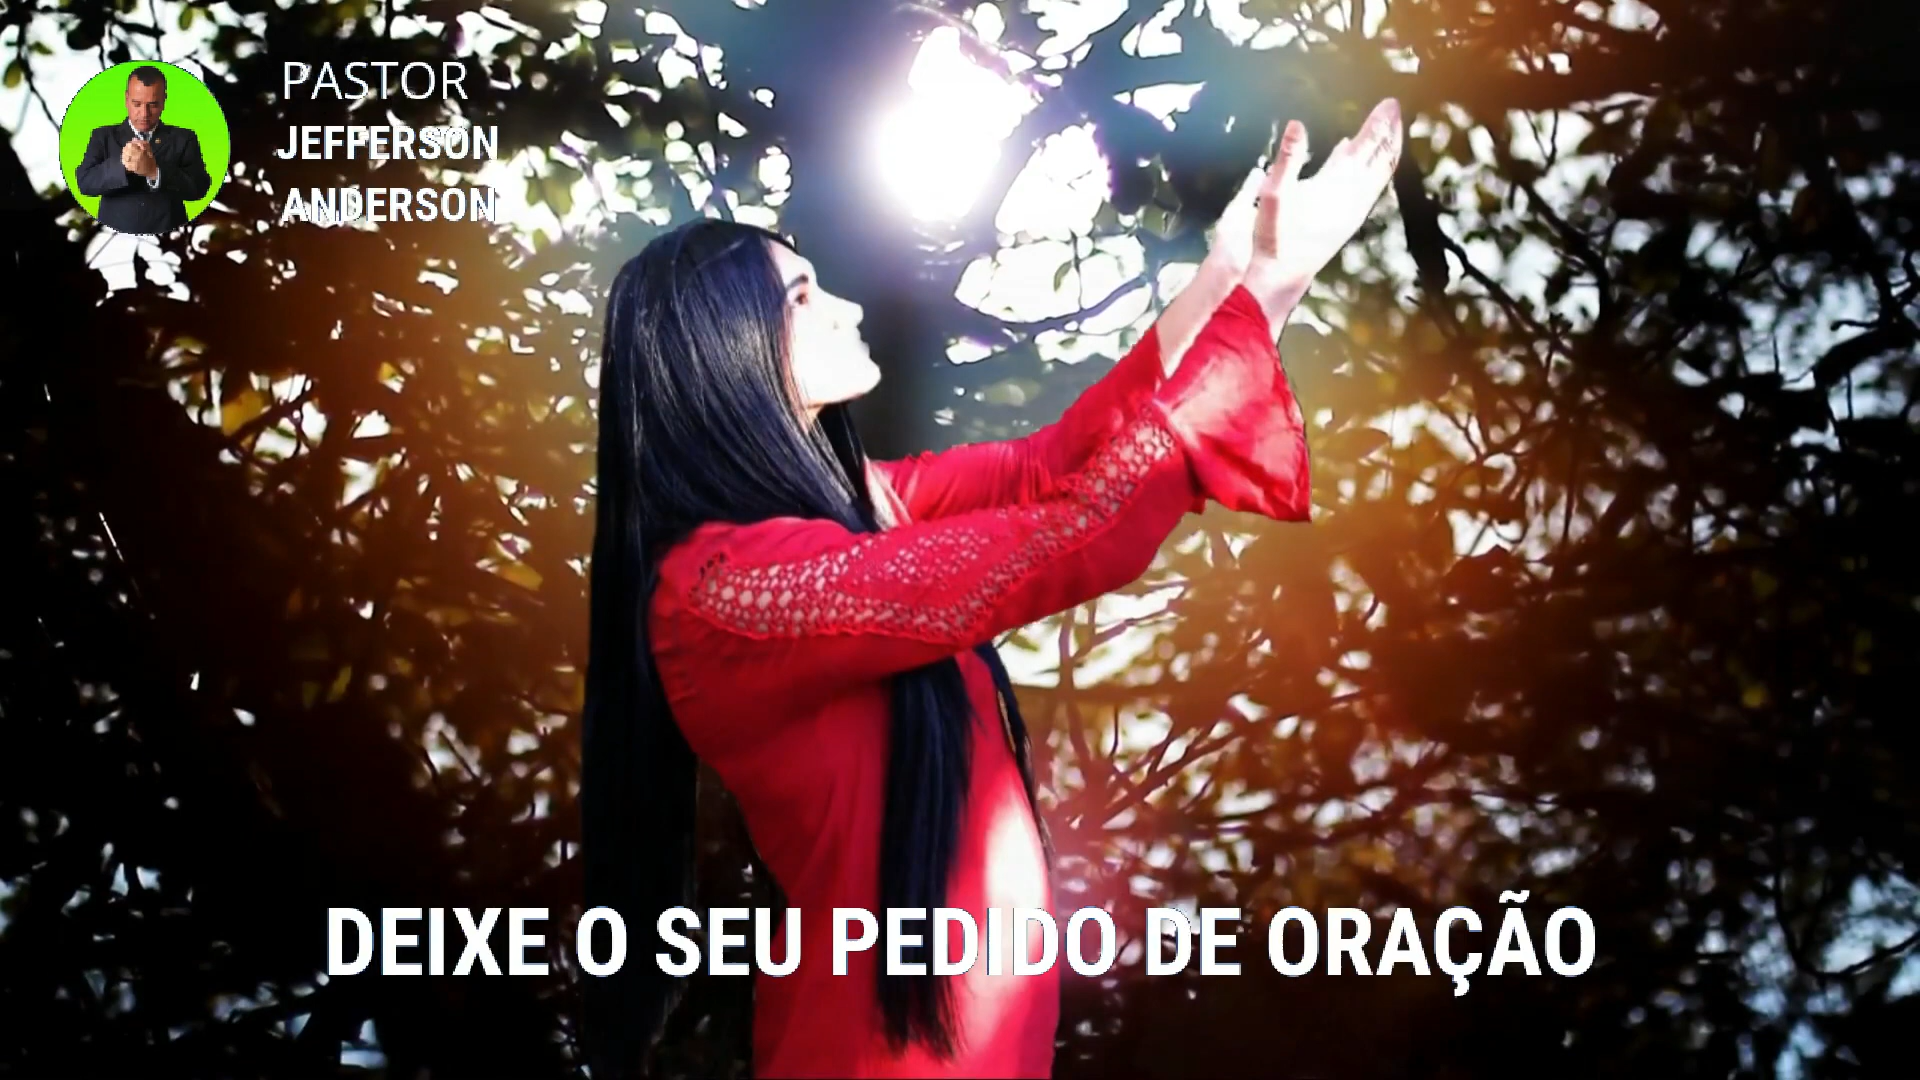 PASTOR
JEFFERSON
ANDERSON
DEIXE O SEU PEDIDO DE ORAÇÃO